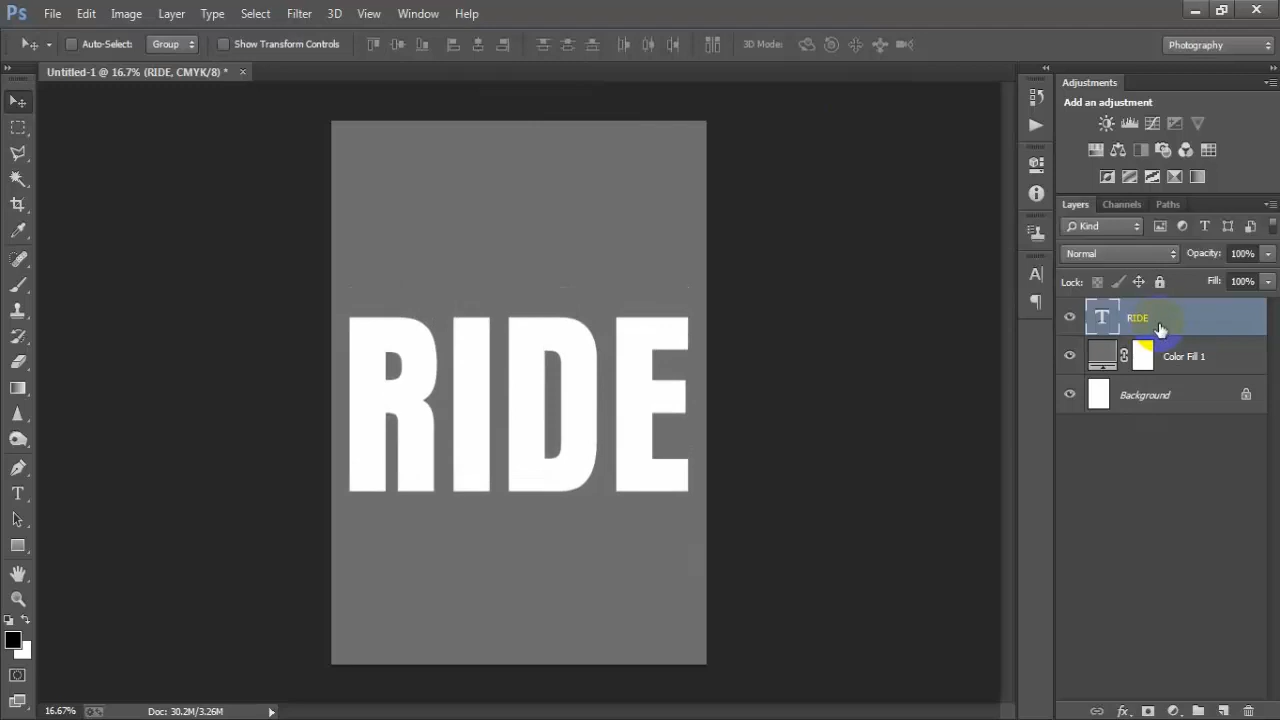 Ps File Edit Image Layer Type Select Filter 3D View Window Help
Auto-Select: Group Show Transform Controls 3D Mode: Photography
Untitled-1 @ 16.7% (RIDE, CMYK/8) *
Adjustments
Add an adjustment
Layers Channels Paths
Kind
Normal Opacity: 100%
Lock: Fill: 100%
RIDE
Color Fill 1
Background
RIDE
16.67% Doc: 30.2M/3.26M